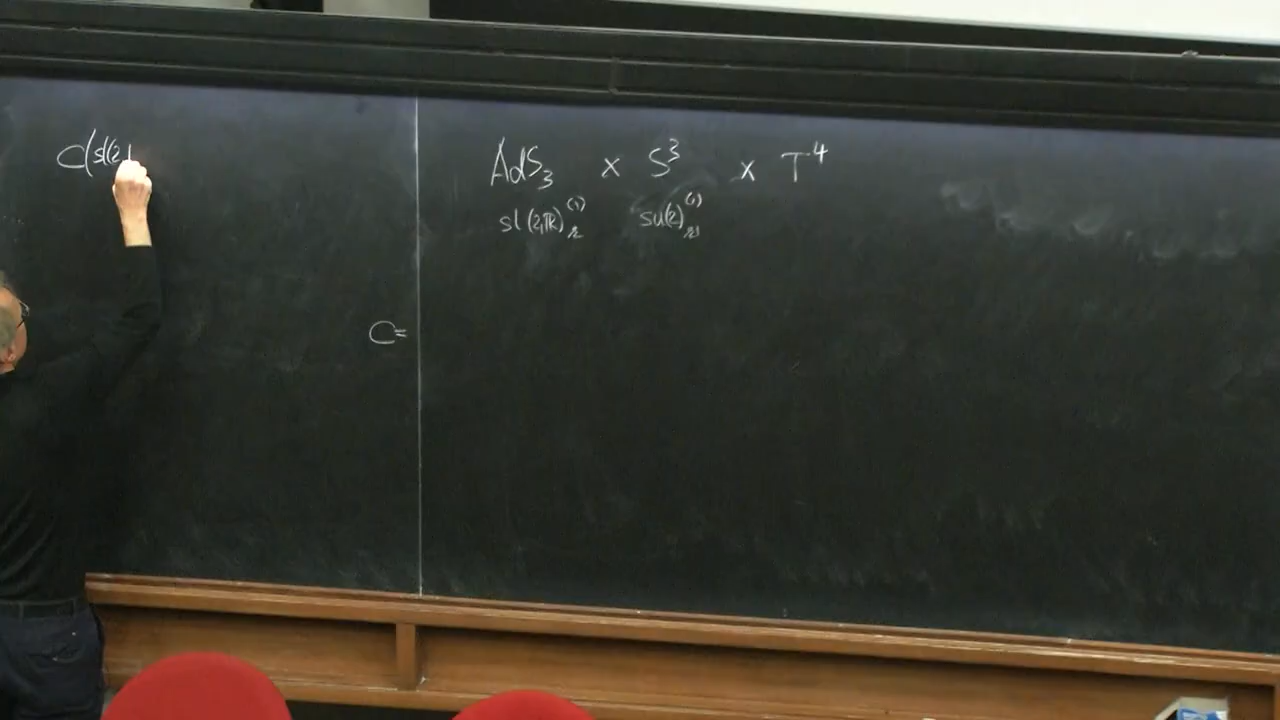 C(sl(2,
AdS₃ × S³ × T⁴
sl(2,ℝ)ₖ⁽¹⁾ su(2)ₖ⁽¹⁾
C=